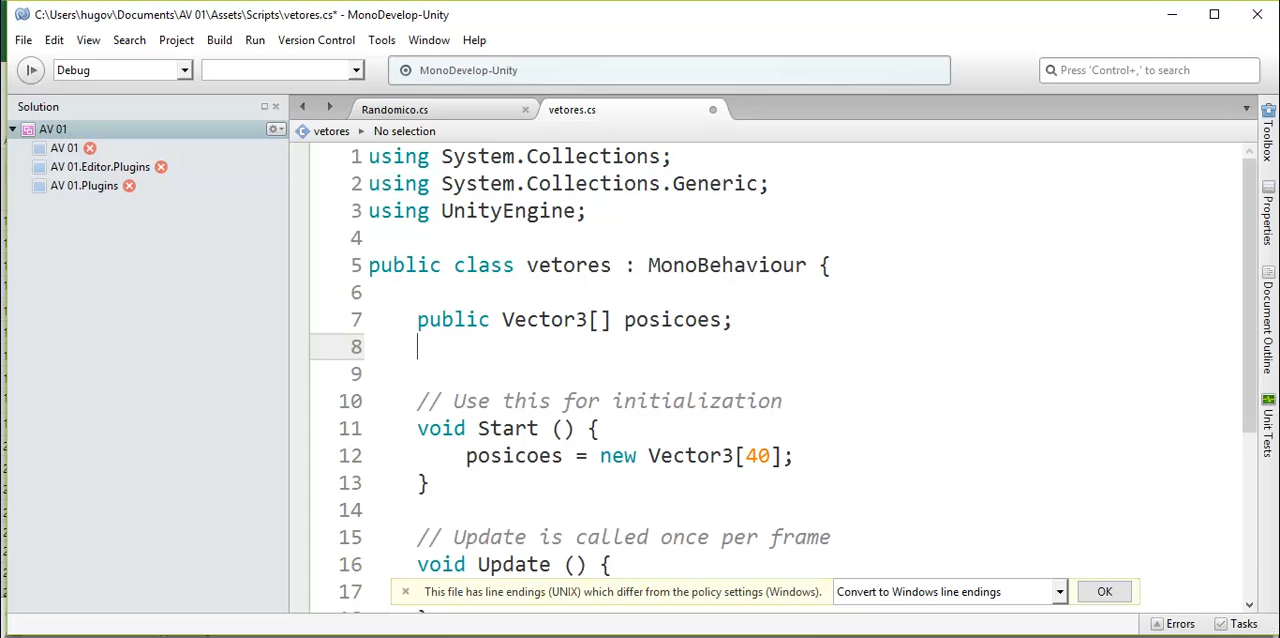 C:\Users\hugov\Documents\AV 01\Assets\Scripts\vetores.cs* - MonoDevelop-Unity
File Edit View Search Project Build Run Version Control Tools Window Help
Debug
MonoDevelop-Unity
Press 'Control+,' to search
Solution
Randomico.cs
vetores.cs
AV 01
vetores No selection
AV 01
AV 01.Editor.Plugins
AV 01.Plugins
1 using System.Collections;
2 using System.Collections.Generic;
3 using UnityEngine;
4
5 public class vetores : MonoBehaviour {
6
7 public Vector3[] posicoes;
8
9
10 // Use this for initialization
11 void Start () {
12 posicoes = new Vector3[40];
13 }
14
15 // Update is called once per frame
16 void Update () {
17
This file has line endings (UNIX) which differ from the policy settings (Windows). Convert to Windows line endings OK
Toolbox
Properties
Document Outline
Unit Tests
Errors Tasks